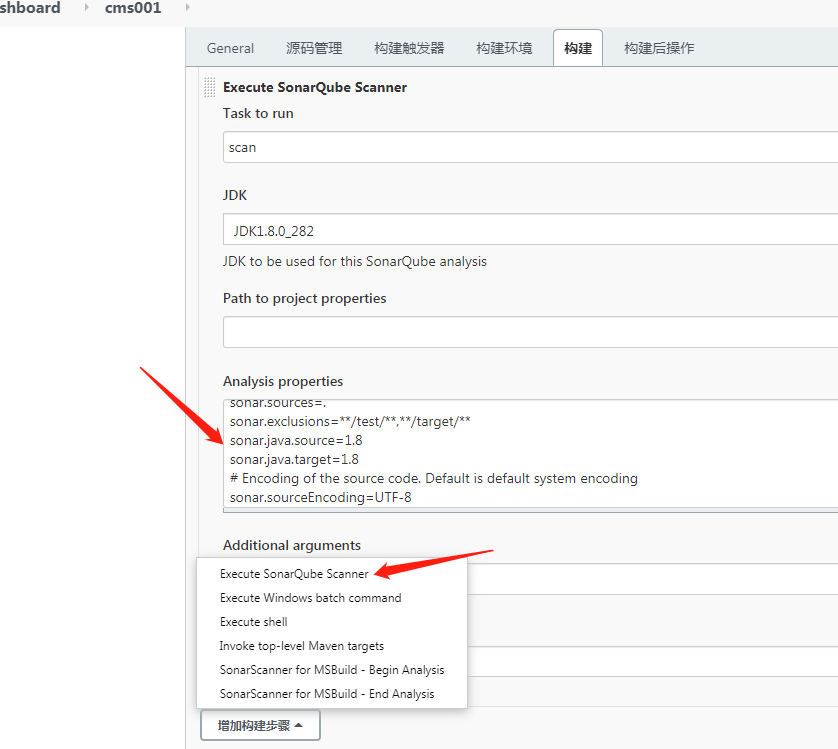 shboard
cms001
General 源码管理 构建触发器 构建环境 构建 构建后操作
Execute SonarQube Scanner
Task to run
scan
JDK
JDK1.8.0_282
JDK to be used for this SonarQube analysis
Path to project properties
Analysis properties
sonar.sources=.
sonar.exclusions=**/test/**,**/target/**
sonar.java.source=1.8
sonar.java.target=1.8
# Encoding of the source code. Default is default system encoding
sonar.sourceEncoding=UTF-8
Additional arguments
Execute SonarQube Scanner
Execute Windows batch command
Execute shell
Invoke top-level Maven targets
SonarScanner for MSBuild - Begin Analysis
SonarScanner for MSBuild - End Analysis
增加构建步骤